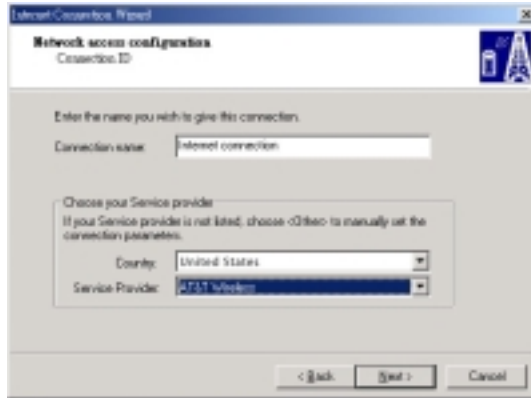 Internet Connection Wizard
Network access configuration
Connection ID
Enter the name you wish to give this connection.
Connection name: Internet connection
Choose your Service provider
If your Service provider is not listed, choose <Other> to manually set the
connection parameters.
Country: United States
Service Provider: AT&T Wireless
< Back Next > Cancel